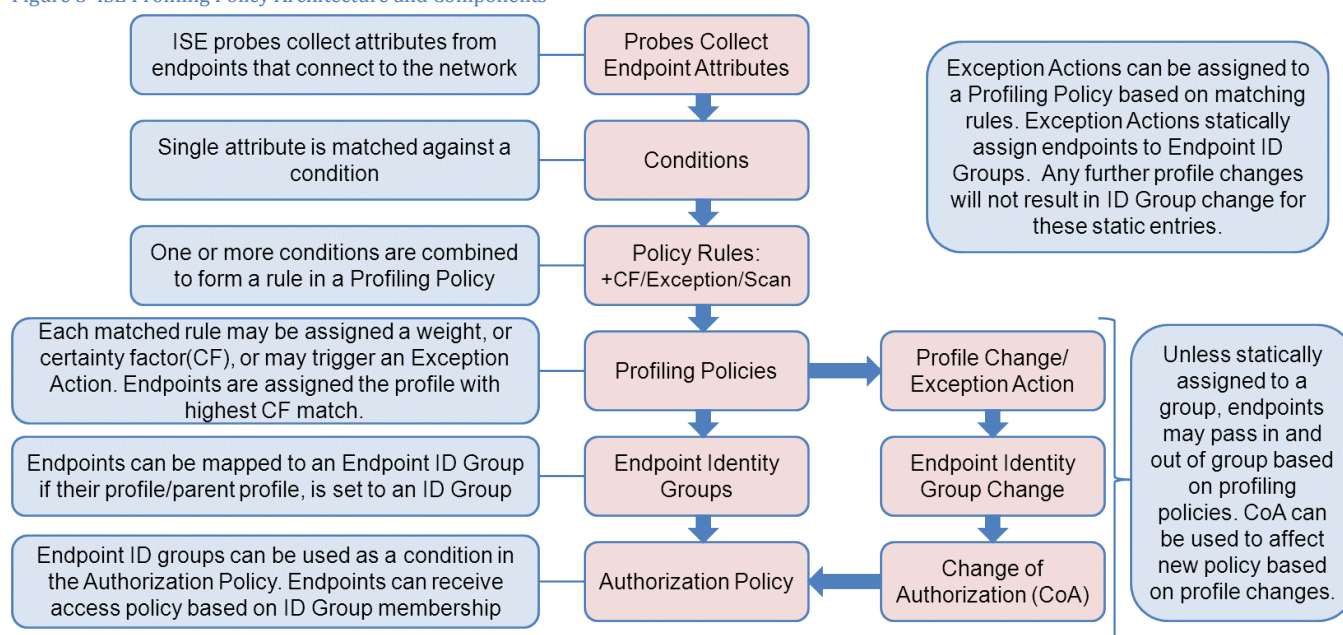 Figure ISE Profiling Policy Architecture and Components
ISE probes collect attributes from
endpoints that connect to the network
Probes Collect
Endpoint Attributes
Single attribute is matched against a
condition
Conditions
One or more conditions are combined
to form a rule in a Profiling Policy
Policy Rules:
+CF/Exception/Scan
Exception Actions can be assigned to
a Profiling Policy based on matching
rules. Exception Actions statically
assign endpoints to Endpoint ID
Groups. Any further profile changes
will not result in ID Group change for
these static entries.
Each matched rule may be assigned a weight, or
certainty factor(CF), or may trigger an Exception
Action. Endpoints are assigned the profile with
highest CF match.
Profiling Policies
Profile Change/
Exception Action
Endpoints can be mapped to an Endpoint ID Group
if their profile/parent profile, is set to an ID Group
Endpoint Identity
Groups
Endpoint Identity
Group Change
Endpoint ID groups can be used as a condition in
the Authorization Policy. Endpoints can receive
access policy based on ID Group membership
Authorization Policy
Change of
Authorization (CoA)
Unless statically
assigned to a
group, endpoints
may pass in and
out of group based
on profiling
policies. CoA can
be used to affect
new policy based
on profile changes.